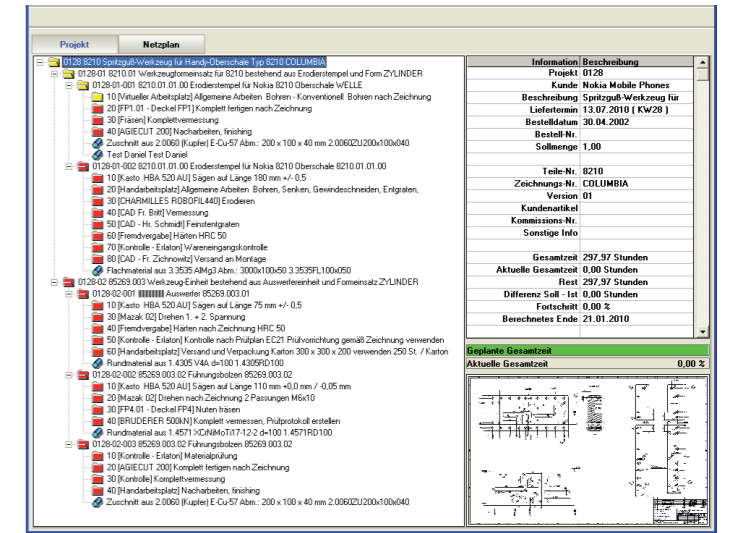 Projekt
Netzplan
0128 8210 Spritzguß-Werkzeug für Handy-Oberschale Typ 8210 COLUMBIA
0128-01 8210.01 Werkzeugformeinsatz für 8210 bestehend aus Erodierstempel und Form ZYLINDER
0128-01-001 8210.01.01.00 Erodierstempel für Nokia 8210 Oberschale WELLE
10 [Virtueller Arbeitsplatz] Allgemeine Arbeiten Bohren - Konventionell Bohren nach Zeichnung
20 [FP1.01 - Deckel FP1] Komplett fertigen nach Zeichnung
30 [Fräsen] Komplettvermessung
40 [AGIECUT 200] Nacharbeiten, finishing
Zuschnitt aus 2.0060 (Kupfer) E-Cu-57 Abm.: 200 x 100 x 40 mm 2.0060ZU200x100x040
Test Daniel Test Daniel
0128-01-002 8210.01.01.00 Erodierstempel für Nokia 8210 Oberschale 8210.01.01.00
10 [Kasto HBA 520 AU] Sägen auf Länge 180 mm +/- 0,5
20 [Handarbeitsplatz] Allgemeine Arbeiten Bohren, Senken, Gewindeschneiden, Entgraten,
30 [CHARMILLES ROBOFIL440] Erodieren
40 [CAD Fr. Britt] Vermessung
50 [CAD - Hr. Schmidt] Feinstentgraten
60 [Fremdvergabe] Härten HRC 50
70 [Kontrolle - Erlaton] Wareneingangskontrolle
80 [CAD - Fr. Zichnowitz] Versand an Montage
Flachmaterial aus 3.3535 AlMg3 Abm.: 3000x100x50 3.3535FL100x050
0128-02 85269.003 Werkzeug-Einheit bestehend aus Auswerfereinheit und Formeinsatz ZYLINDER
0128-02-001 Auswerfer 85269.003.01
10 [Kasto HBA 520 AU] Sägen auf Länge 75 mm +/- 0,5
30 [Mazak 02] Drehen 1. + 2. Spannung
40 [Fremdvergabe] Härten nach Zeichnung HRC 50
50 [Kontrolle - Erlaton] Kontrolle nach Prüfplan EC21 Prüfvorrichtung gemäß Zeichnung verwenden
60 [Handarbeitsplatz] Versand und Verpackung Karton 300 x 300 x 200 verwenden 250 St. / Karton
Rundmaterial aus 1.4305 V4A d=100 1.4305RD100
0128-02-002 85269.003.02 Führungsbolzen 85269.003.02
10 [Kasto HBA 520 AU] Sägen auf Länge 110 mm +0,0 mm / -0,05 mm
20 [Mazak 02] Drehen nach Zeichnung 2 Passungen M6x10
30 [FP4.01 - Deckel FP4] Nuten fräsen
40 [BRUDERER 500kN] Komplett vermessen, Prüfprotokoll erstellen
Rundmaterial aus 1.4571 XCrNiMoTi17-12-2 d=100 1.4571RD100
0128-02-003 85269.003.02 Führungsbolzen 85269.003.02
10 [Kontrolle - Erlaton] Materialprüfung
20 [AGIECUT 200] Komplett fertigen nach Zeichnung
30 [Kontrolle] Komplettvermessung
40 [Handarbeitsplatz] Nacharbeiten, finishing
Zuschnitt aus 2.0060 (Kupfer) E-Cu-57 Abm.: 200 x 100 x 40 mm 2.0060ZU200x100x040
Information Beschreibung
Projekt 0128
Kunde Nokia Mobile Phones
Beschreibung Spritzguß-Werkzeug für
Liefertermin 13.07.2010 ( KW28 )
Bestelldatum 30.04.2002
Bestell-Nr.
Sollmenge 1,00
Teile-Nr. 8210
Zeichnungs-Nr. COLUMBIA
Version 01
Kundenartikel
Kommissions-Nr.
Sonstige Info
Gesamtzeit 297,97 Stunden
Aktuelle Gesamtzeit 0,00 Stunden
Rest 297,97 Stunden
Differenz Soll - Ist 0,00 Stunden
Fortschritt 0,00 %
Berechnetes Ende 21.01.2010
Geplante Gesamtzeit
Aktuelle Gesamtzeit 0,00 %